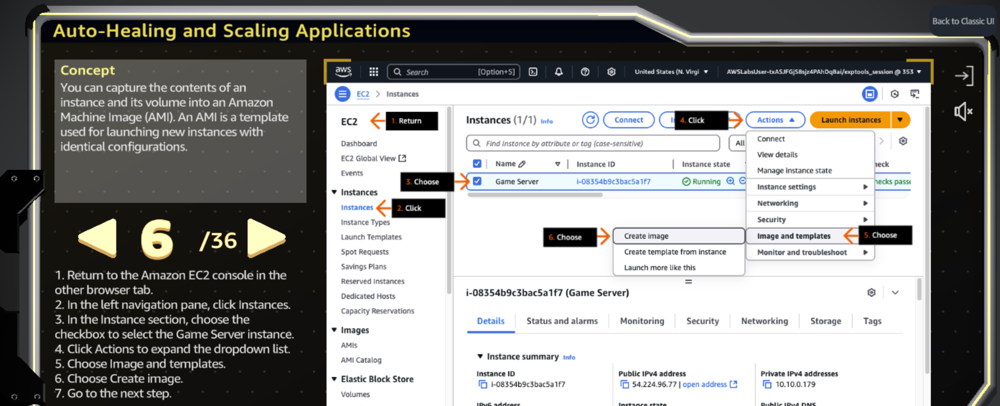 Back to Classic UI
Auto-Healing and Scaling Applications
Concept
You can capture the contents of an
instance and its volume into an Amazon
Machine Image (AMI). An AMI is a template
used for launching new instances with
identical configurations.
6 /36
1. Return to the Amazon EC2 console in the
other browser tab.
2. In the left navigation pane, click Instances.
3. In the Instance section, choose the
checkbox to select the Game Server instance.
4. Click Actions to expand the dropdown list.
5. Choose Image and templates.
6. Choose Create image.
7. Go to the next step.
aws
Search [Option+S]
United States (N. Virgi
AWSLabsUser-txASJFGjS8sjz4PAhDqBai/exptools_session @ 353
EC2 > Instances
EC2
1. Return
Dashboard
EC2 Global View
Events
Instances
Instances
2. Click
Instance Types
Launch Templates
Spot Requests
Savings Plans
Reserved Instances
Dedicated Hosts
Capacity Reservations
Images
AMIs
AMI Catalog
Elastic Block Store
Volumes
Instances (1/1) Info
Connect
4. Click
Actions
Launch instances
Find Instance by attribute or tag (case-sensitive)
All
Name
Instance ID
Instance state
3. Choose
Game Server
i-08354b9c3bac5a1f7
Running
Connect
View details
Manage instance state
Instance settings
Networking
Security
Image and templates
5. Choose
Monitor and troubleshoot
6. Choose
Create image
Create template from instance
Launch more like this
i-08354b9c3bac5a1f7 (Game Server)
Details
Status and alarms
Monitoring
Security
Networking
Storage
Tags
Instance summary Info
Instance ID
i-08354b9c3bac5a1f7
Public IPv4 address
54.224.96.77 | open address
Private IPv4 addresses
10.10.0.179
IPv6 address
Instance state
Public IPv4 DNS